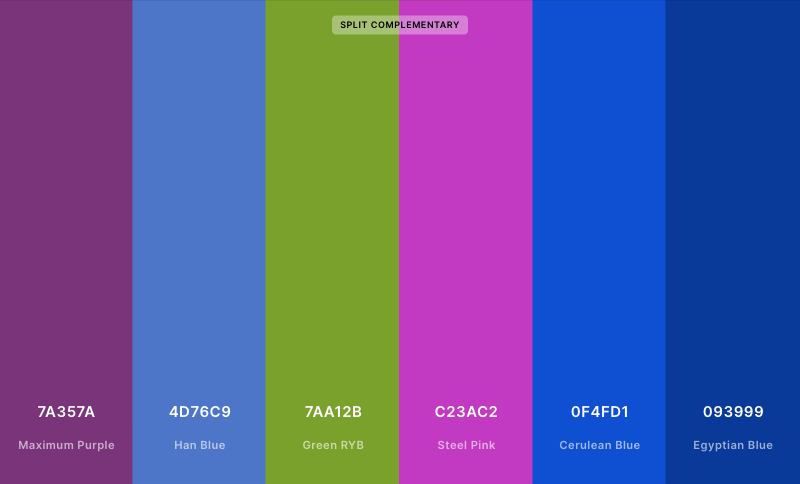 SPLIT COMPLEMENTARY
7A357A 4D76C9 7AA12B C23AC2 0F4FD1 093999
Maximum Purple Han Blue Green RYB Steel Pink Cerulean Blue Egyptian Blue